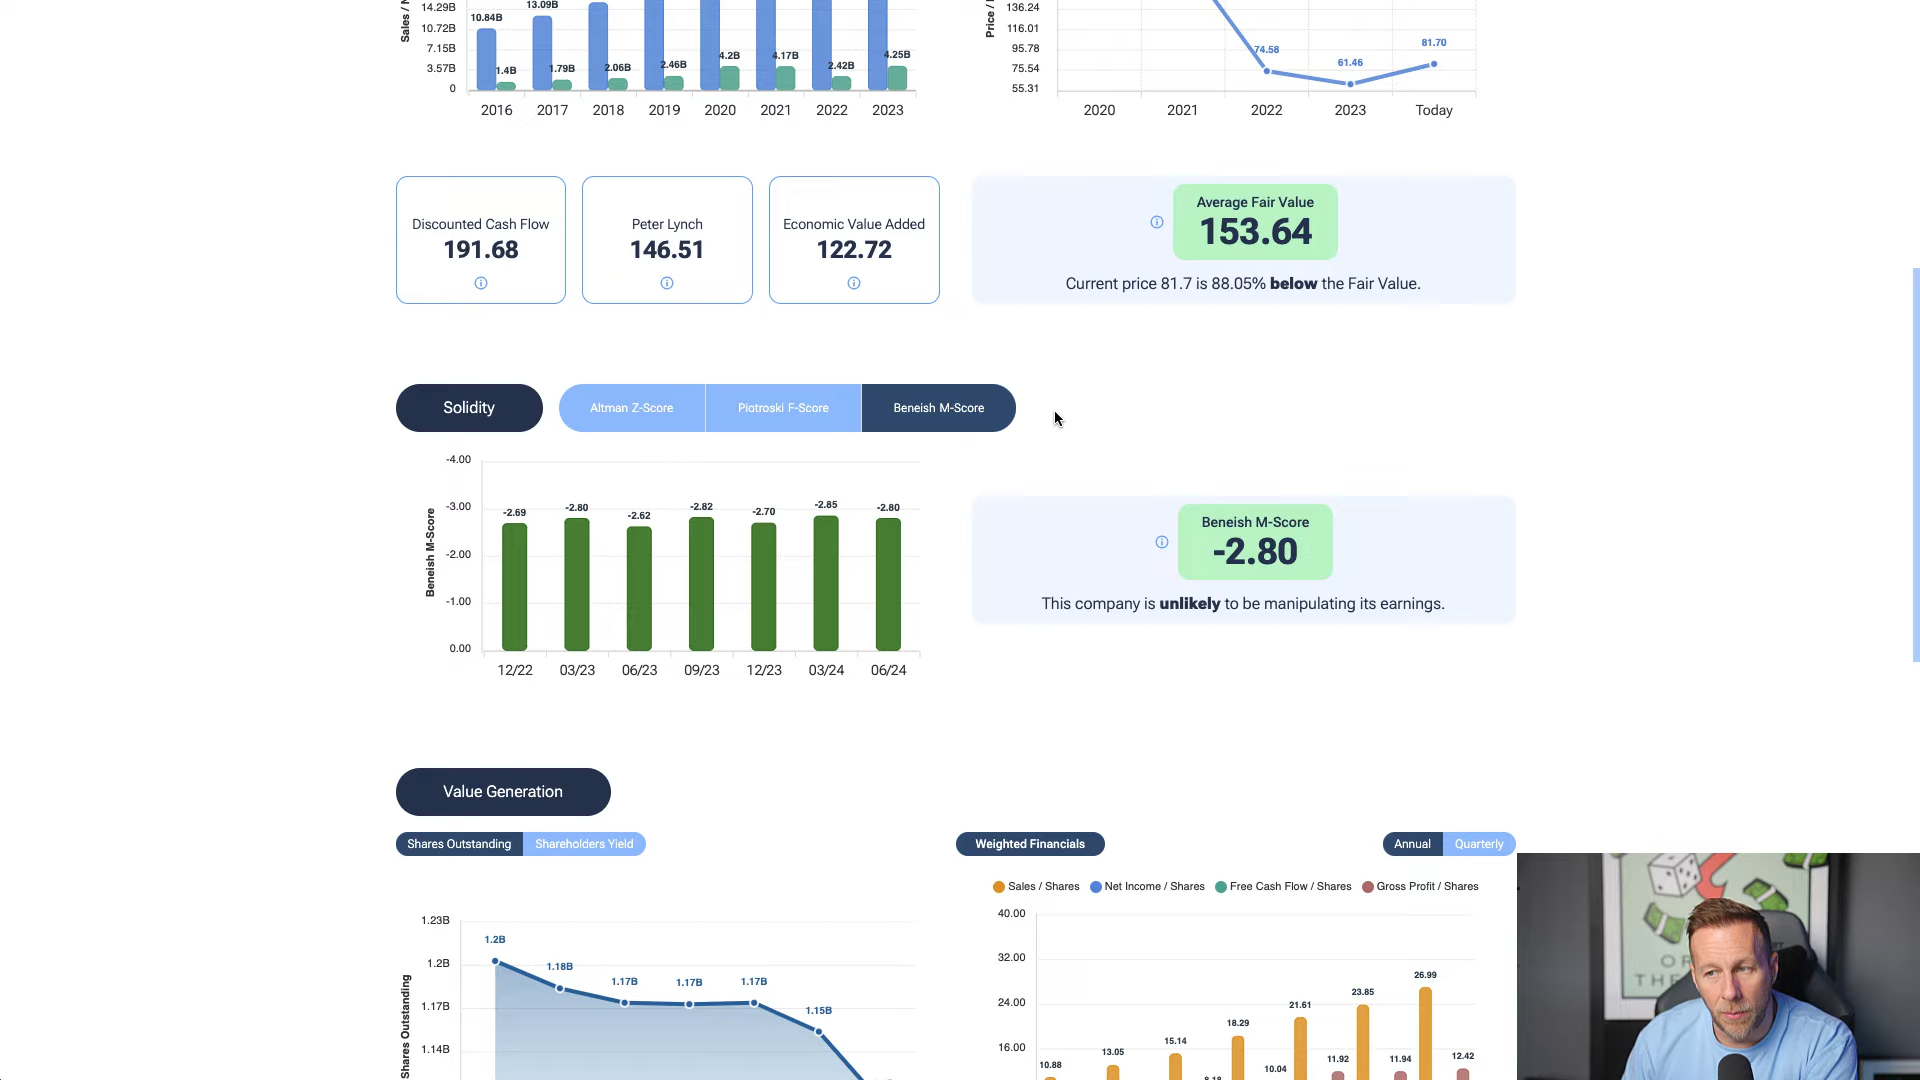 Sales / N
14.29B
10.72B
7.15B
3.57B
0
10.84B
13.09B
1.4B
1.79B
2.06B
2.46B
4.2B
4.17B
2.42B
4.25B
2016
2017
2018
2019
2020
2021
2022
2023
Price /
136.24
116.01
95.78
75.54
55.31
74.58
61.46
81.70
2020
2021
2022
2023
Today
Discounted Cash Flow
191.68
Peter Lynch
146.51
Economic Value Added
122.72
Average Fair Value
153.64
Current price 81.7 is 88.05% below the Fair Value.
Solidity
Altman Z-Score
Piotroski F-Score
Beneish M-Score
Beneish M-Score
-4.00
-3.00
-2.00
-1.00
0.00
-2.69
-2.80
-2.62
-2.82
-2.70
-2.85
-2.80
12/22
03/23
06/23
09/23
12/23
03/24
06/24
Beneish M-Score
-2.80
This company is unlikely to be manipulating its earnings.
Value Generation
Shares Outstanding
Shareholders Yield
Weighted Financials
Annual
Quarterly
Shares Outstanding
1.23B
1.2B
1.17B
1.14B
1.2B
1.18B
1.17B
1.17B
1.17B
1.15B
Sales / Shares
Net Income / Shares
Free Cash Flow / Shares
Gross Profit / Shares
40.00
32.00
24.00
16.00
10.88
13.05
15.14
18.29
10.04
21.61
11.92
23.85
11.94
26.99
12.42
OR
THE